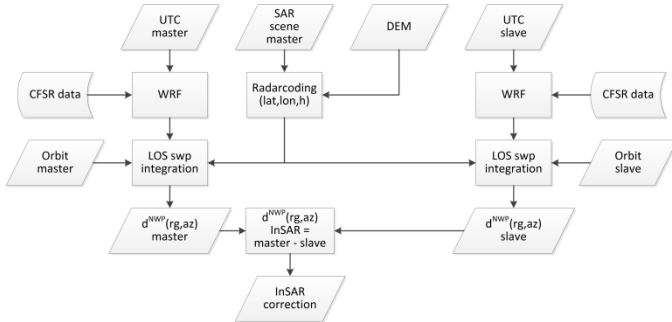 UTC
master
SAR
scene
master
DEM
UTC
slave
CFSR data
WRF
Radarcoding
(lat,lon,h)
WRF
CFSR data
Orbit
master
LOS swp
integration
LOS swp
integration
Orbit
slave
d^NWP(rg,az)
master
d^NWP(rg,az)
InSAR =
master - slave
d^NWP(rg,az)
slave
InSAR
correction